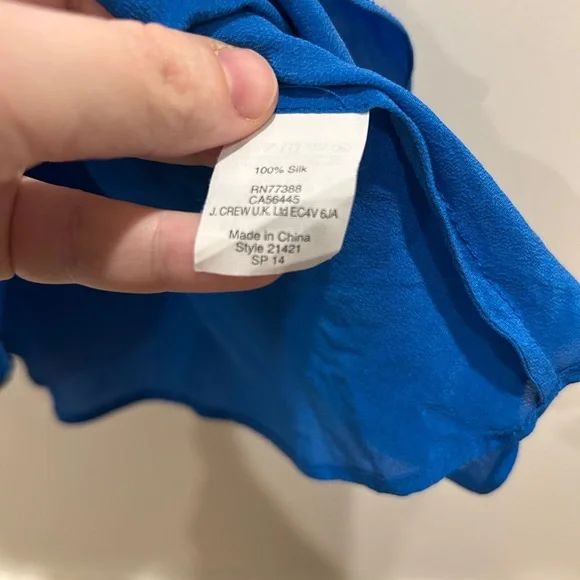 100% Silk
RN77388
CA56445
J. CREW U.K. Ltd EC4V 6JA
Made in China
Style 21421
SP 14